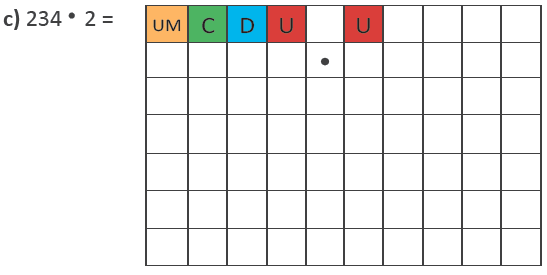 c) 234 • 2 =
UM C D U U
•